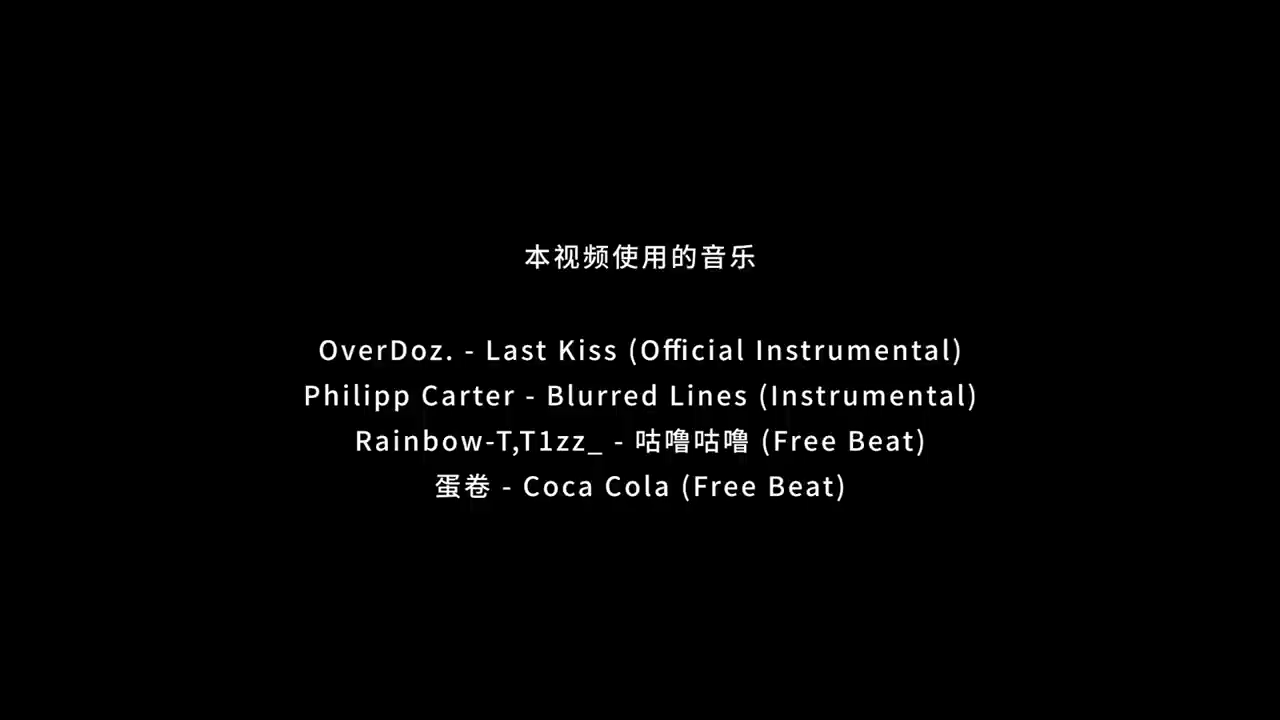 本视频使用的音乐
OverDoz. - Last Kiss (Official Instrumental)
Philipp Carter - Blurred Lines (Instrumental)
Rainbow-T,T1zz_ - 咕噜咕噜 (Free Beat)
蛋卷 - Coca Cola (Free Beat)